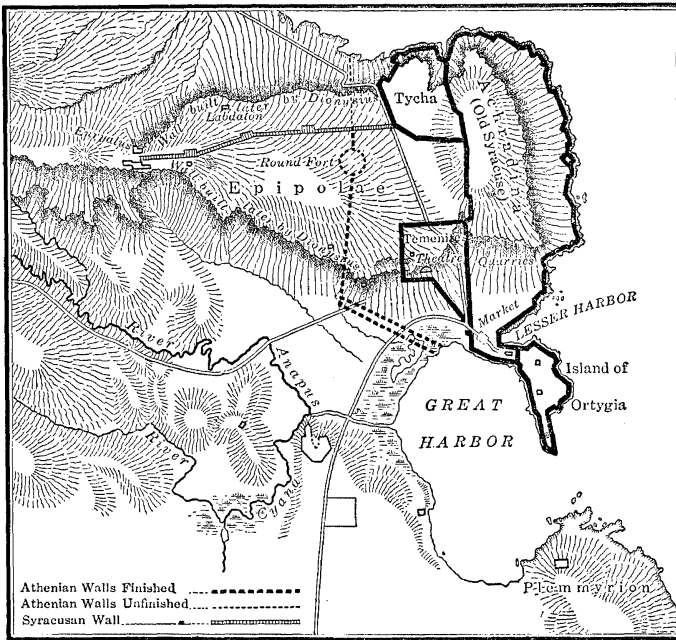 Tycha
Achradina
(Old Syracuse)
Wall built later by Dionysius
Labdalon
Euryalus
Round Fort
Epipolae
Wall built later by Dionysius
Temenites
Theatre
Quarries
Market
LESSER HARBOR
Island of
Ortygia
GREAT
HARBOR
River
Anapus
River
Cyana
Plemmyrion
Athenian Walls Finished
Athenian Walls Unfinished
Syracusan Wall